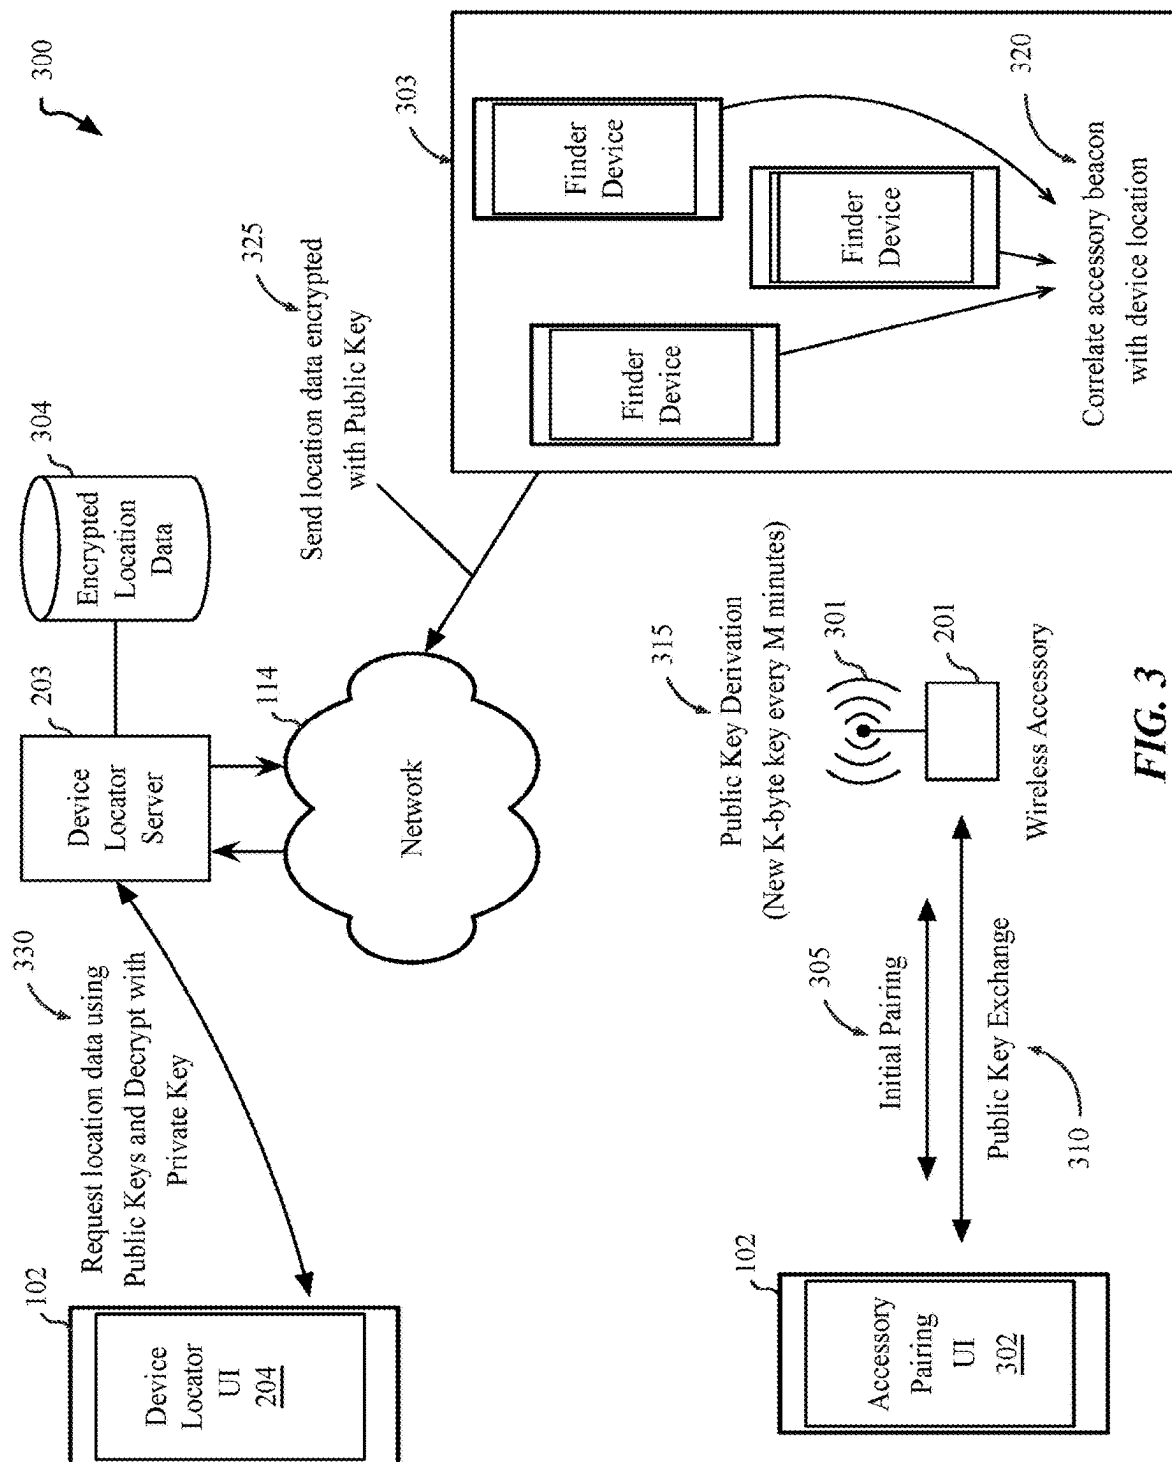 300
330
Request location data using
Public Keys and Decrypt with
Private Key
102
Device
Locator
UI
204
203
Device
Locator
Server
304
Encrypted
Location
Data
114
Network
325
Send location data encrypted
with Public Key
303
Finder
Device
Finder
Device
Finder
Device
320
Correlate accessory beacon
with device location
102
Accessory
Pairing
UI
302
305
Initial Pairing
Public Key Exchange
310
315
Public Key Derivation
(New K-byte key every M minutes)
301
201
Wireless Accessory
FIG. 3